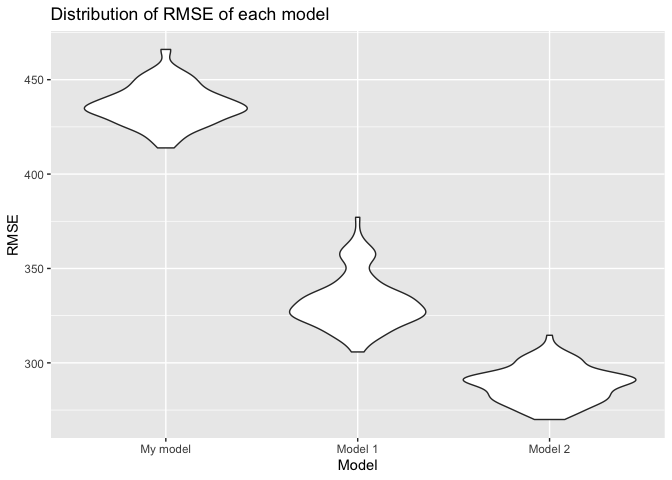 Distribution of RMSE of each model
RMSE
450
400
350
300
My model
Model 1
Model 2
Model